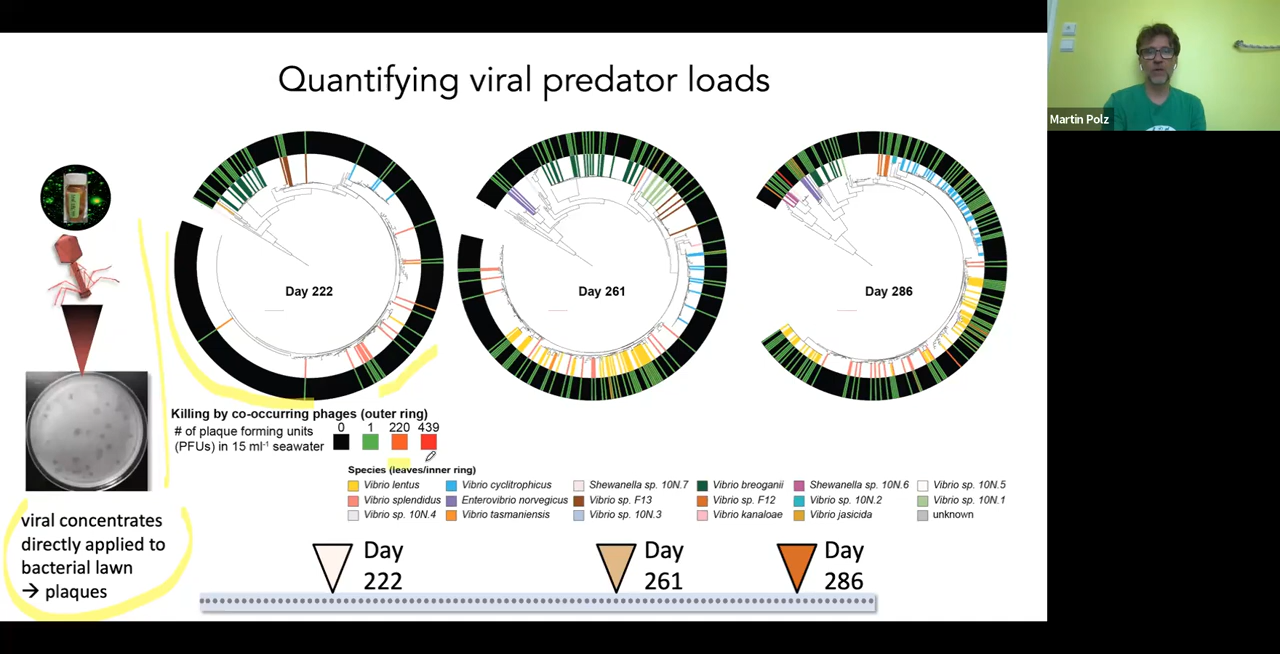 Quantifying viral predator loads
Martin Polz
Day 222
Day 261
Day 286
Killing by co-occurring phages (outer ring)
# of plaque forming units
(PFUs) in 15 ml⁻¹ seawater
0 1 220 439
Species (leaves/inner ring)
Vibrio lentus
Vibrio cyclitrophicus
Shewanella sp. 10N.7
Vibrio breoganii
Shewanella sp. 10N.6
Vibrio sp. 10N.5
Vibrio splendidus
Enterovibrio norvegicus
Vibrio sp. F13
Vibrio sp. F12
Vibrio sp. 10N.2
Vibrio sp. 10N.1
Vibrio sp. 10N.4
Vibrio tasmaniensis
Vibrio sp. 10N.3
Vibrio kanaloae
Vibrio jasicida
unknown
viral concentrates
directly applied to
bacterial lawn
→ plaques
Day
222
Day
261
Day
286